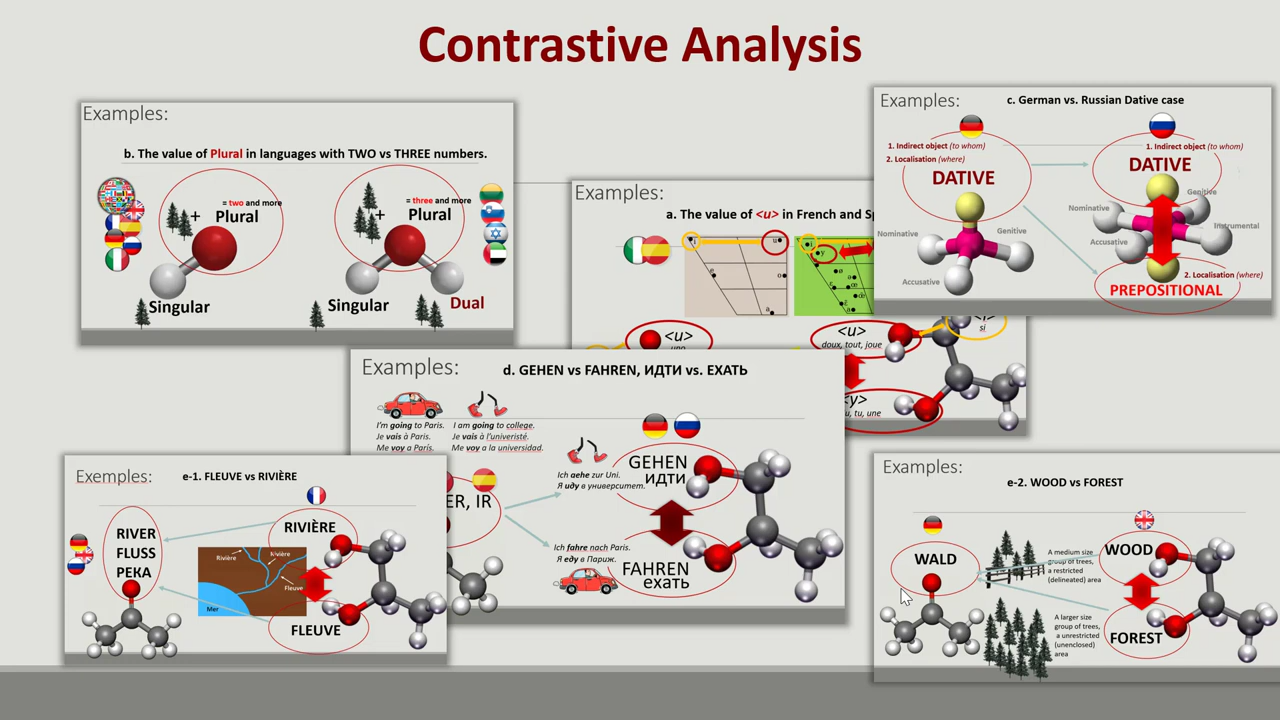 Contrastive Analysis
Examples:
b. The value of Plural in languages with TWO vs THREE numbers.
= two and more
+ Plural
Singular
= three and more
+ Plural
Singular
Dual
Examples:
a. The value of <u> in French and Sp
i
u
e
o
a
y
<u>
<u>
doux, tout, joue
si
<y>
u, tu, une
Examples:
c. German vs. Russian Dative case
1. Indirect object (to whom)
2. Localisation (where)
DATIVE
Nominative
Genitive
Accusative
1. Indirect object (to whom)
DATIVE
Genitive
Nominative
Instrumental
Accusative
2. Localisation (where)
PREPOSITIONAL
Examples:
d. GEHEN vs FAHREN, ИДТИ vs. ЕХАТЬ
I'm going to Paris.
Je vais à Paris.
Me voy a París.
I am going to college.
Je vais à l'univeristé.
Me voy a la universidad.
ER, IR
Ich gehe zur Uni.
Я иду в университет.
GEHEN
идти
Ich fahre nach Paris.
Я еду в Париж.
FAHREN
ехать
Exemples:
e-1. FLEUVE vs RIVIÈRE
RIVER
FLUSS
РЕКА
RIVIÈRE
Rivière
Rivière
Fleuve
Mer
FLEUVE
Examples:
e-2. WOOD vs FOREST
WALD
A medium size
group of trees,
a restricted
(delineated) area
WOOD
A larger size
group of trees,
a unrestricted
(unenclosed)
area
FOREST